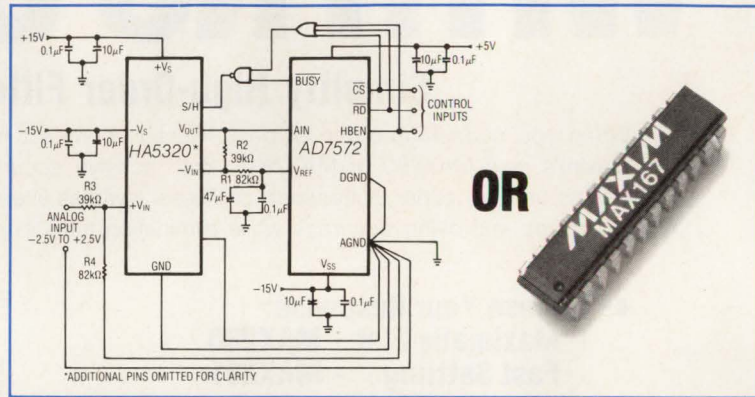 +15V
0.1µF
10µF
+VS
S/H
-15V
-VS
VOUT
0.1µF
10µF
HA5320*
-VIN
R3
39kΩ
+VIN
ANALOG
INPUT
-2.5V TO +2.5V
R4
82kΩ
GND
R2
39kΩ
R1 82kΩ
47µF
0.1µF
BUSY
AIN
AD7572
VREF
VSS
CS
RD
HBEN
DGND
AGND
+5V
10µF
0.1µF
CONTROL
INPUTS
-15V
10µF
0.1µF
*ADDITIONAL PINS OMITTED FOR CLARITY
OR
MAXIM
MAX167